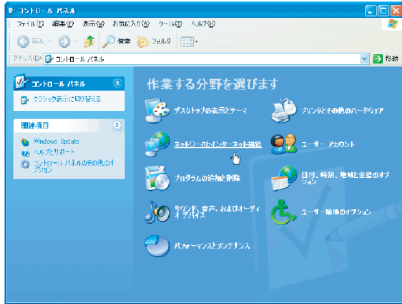 コントロール パネル
ファイル(F) 編集(E) 表示(V) お気に入り(A) ツール(T) ヘルプ(H)
戻る 検索 フォルダ
アドレス(D) コントロール パネル 移動
コントロール パネル
クラシック表示に切り替える
関連項目
Windows Update
ヘルプとサポート
コントロール パネルのその他のオ
プション
作業する分野を選びます
デスクトップの表示とテーマ
プリンタとその他のハードウェア
ネットワークとインターネット接続
ユーザー アカウント
プログラムの追加と削除
日付、時刻、地域と言語のオプ
ション
サウンド、音声、およびオーディ
オ デバイス
ユーザー補助のオプション
パフォーマンスとメンテナンス